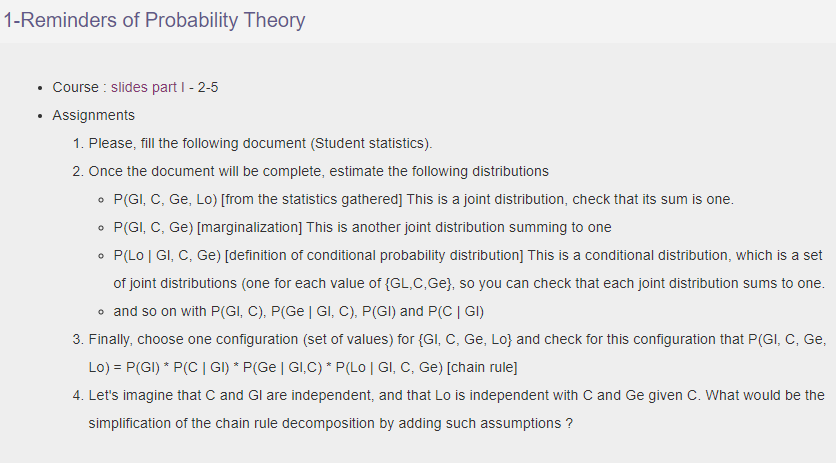 1-Reminders of Probability Theory
• Course : slides part I - 2-5
• Assignments
1. Please, fill the following document (Student statistics).
2. Once the document will be complete, estimate the following distributions
◦ P(Gl, C, Ge, Lo) [from the statistics gathered] This is a joint distribution, check that its sum is one.
◦ P(Gl, C, Ge) [marginalization] This is another joint distribution summing to one
◦ P(Lo | Gl, C, Ge) [definition of conditional probability distribution] This is a conditional distribution, which is a set
of joint distributions (one for each value of {GL,C,Ge}, so you can check that each joint distribution sums to one.
◦ and so on with P(Gl, C), P(Ge | Gl, C), P(Gl) and P(C | Gl)
3. Finally, choose one configuration (set of values) for {Gl, C, Ge, Lo} and check for this configuration that P(Gl, C, Ge,
Lo) = P(Gl) * P(C | Gl) * P(Ge | Gl,C) * P(Lo | Gl, C, Ge) [chain rule]
4. Let's imagine that C and Gl are independent, and that Lo is independent with C and Ge given C. What would be the
simplification of the chain rule decomposition by adding such assumptions ?